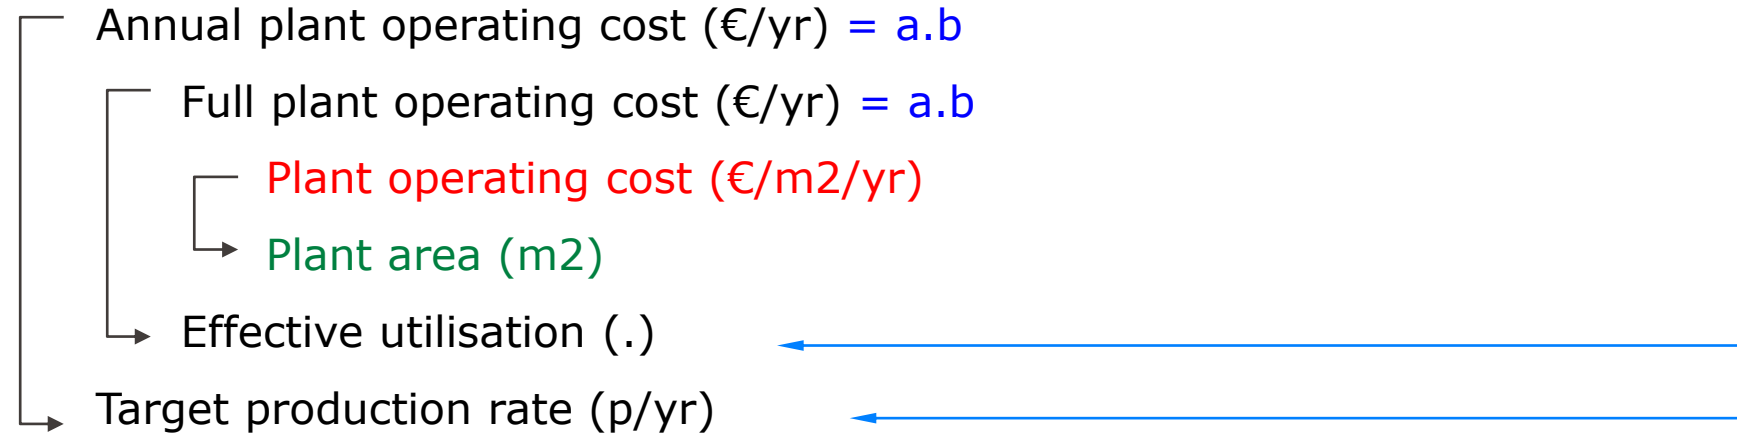 Annual plant operating cost (€/yr) = a.b
Full plant operating cost (€/yr) = a.b
Plant operating cost (€/m2/yr)
Plant area (m2)
Effective utilisation (.)
Target production rate (p/yr)